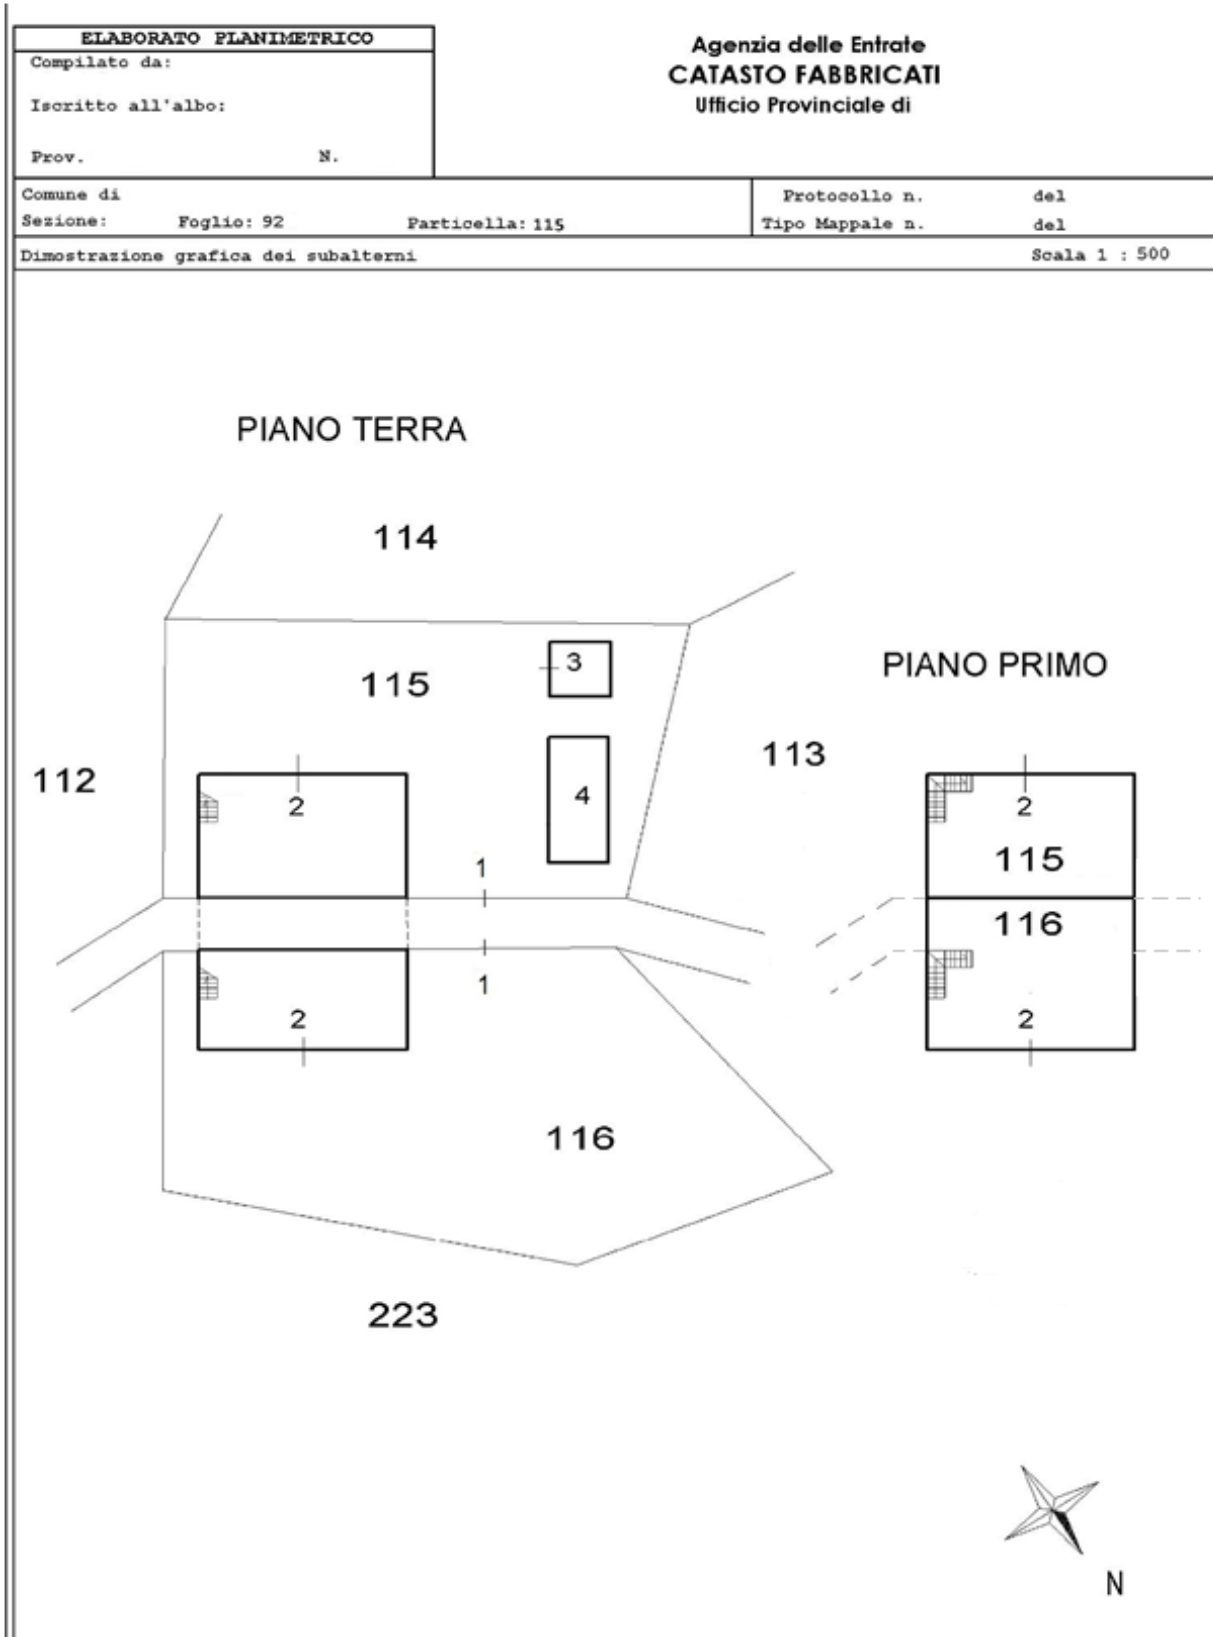 ELABORATO PLANIMETRICO
Compilato da:
Iscritto all'albo:
Prov. N.
Agenzia delle Entrate
CATASTO FABBRICATI
Ufficio Provinciale di
Comune di
Sezione: Foglio: 92 Particella: 115
Protocollo n. del
Tipo Mappale n. del
Dimostrazione grafica dei subalterni Scala 1 : 500
PIANO TERRA
114
3
115
112
2
4
113
1
1
2
116
223
PIANO PRIMO
2
115
116
2
N